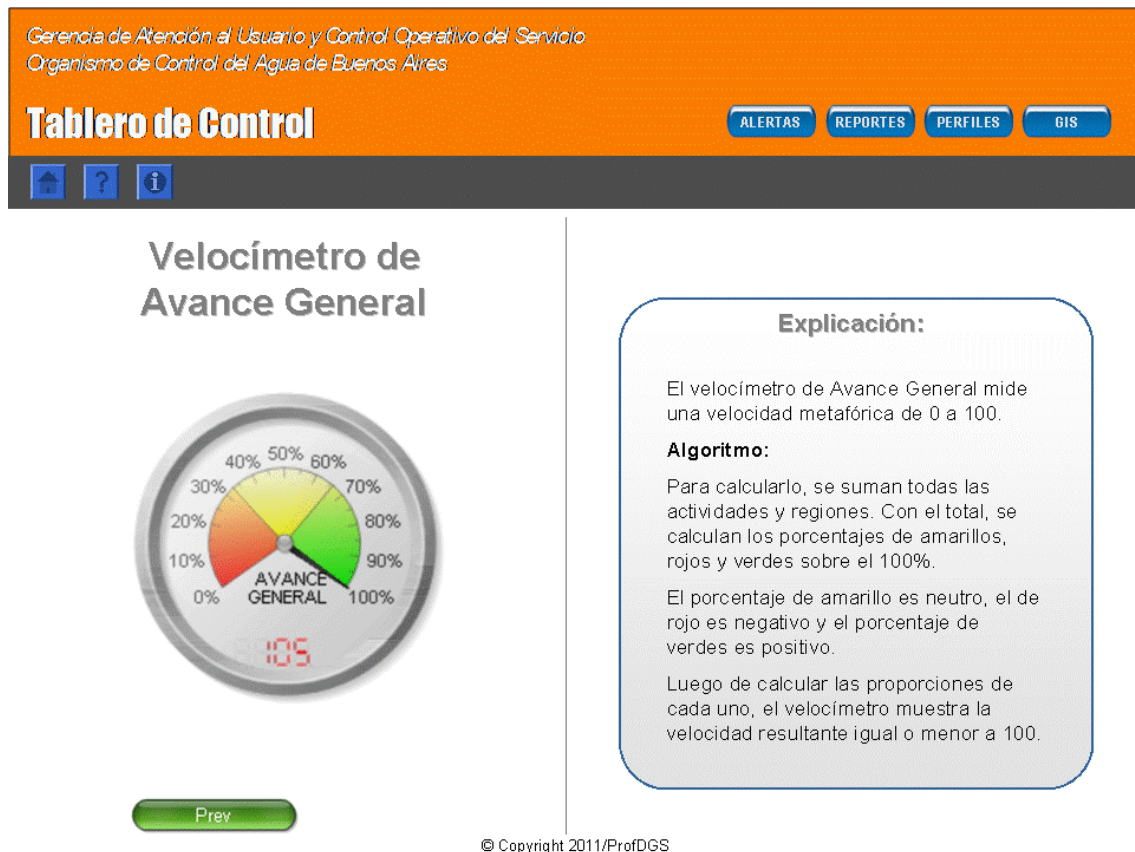 Gerencia de Atención al Usuario y Control Operativo del Servicio
Organismo de Control del Agua de Buenos Aires
Tablero de Control
ALERTAS
REPORTES
PERFILES
GIS
?
i
Velocímetro de
Avance General
0%
10%
20%
30%
40%
50%
60%
70%
80%
90%
100%
AVANCE
GENERAL
105
Prev
Explicación:
El velocímetro de Avance General mide
una velocidad metafórica de 0 a 100.
Algoritmo:
Para calcularlo, se suman todas las
actividades y regiones. Con el total, se
calculan los porcentajes de amarillos,
rojos y verdes sobre el 100%.
El porcentaje de amarillo es neutro, el de
rojo es negativo y el porcentaje de
verdes es positivo.
Luego de calcular las proporciones de
cada uno, el velocímetro muestra la
velocidad resultante igual o menor a 100.
© Copyright 2011/ProfDGS